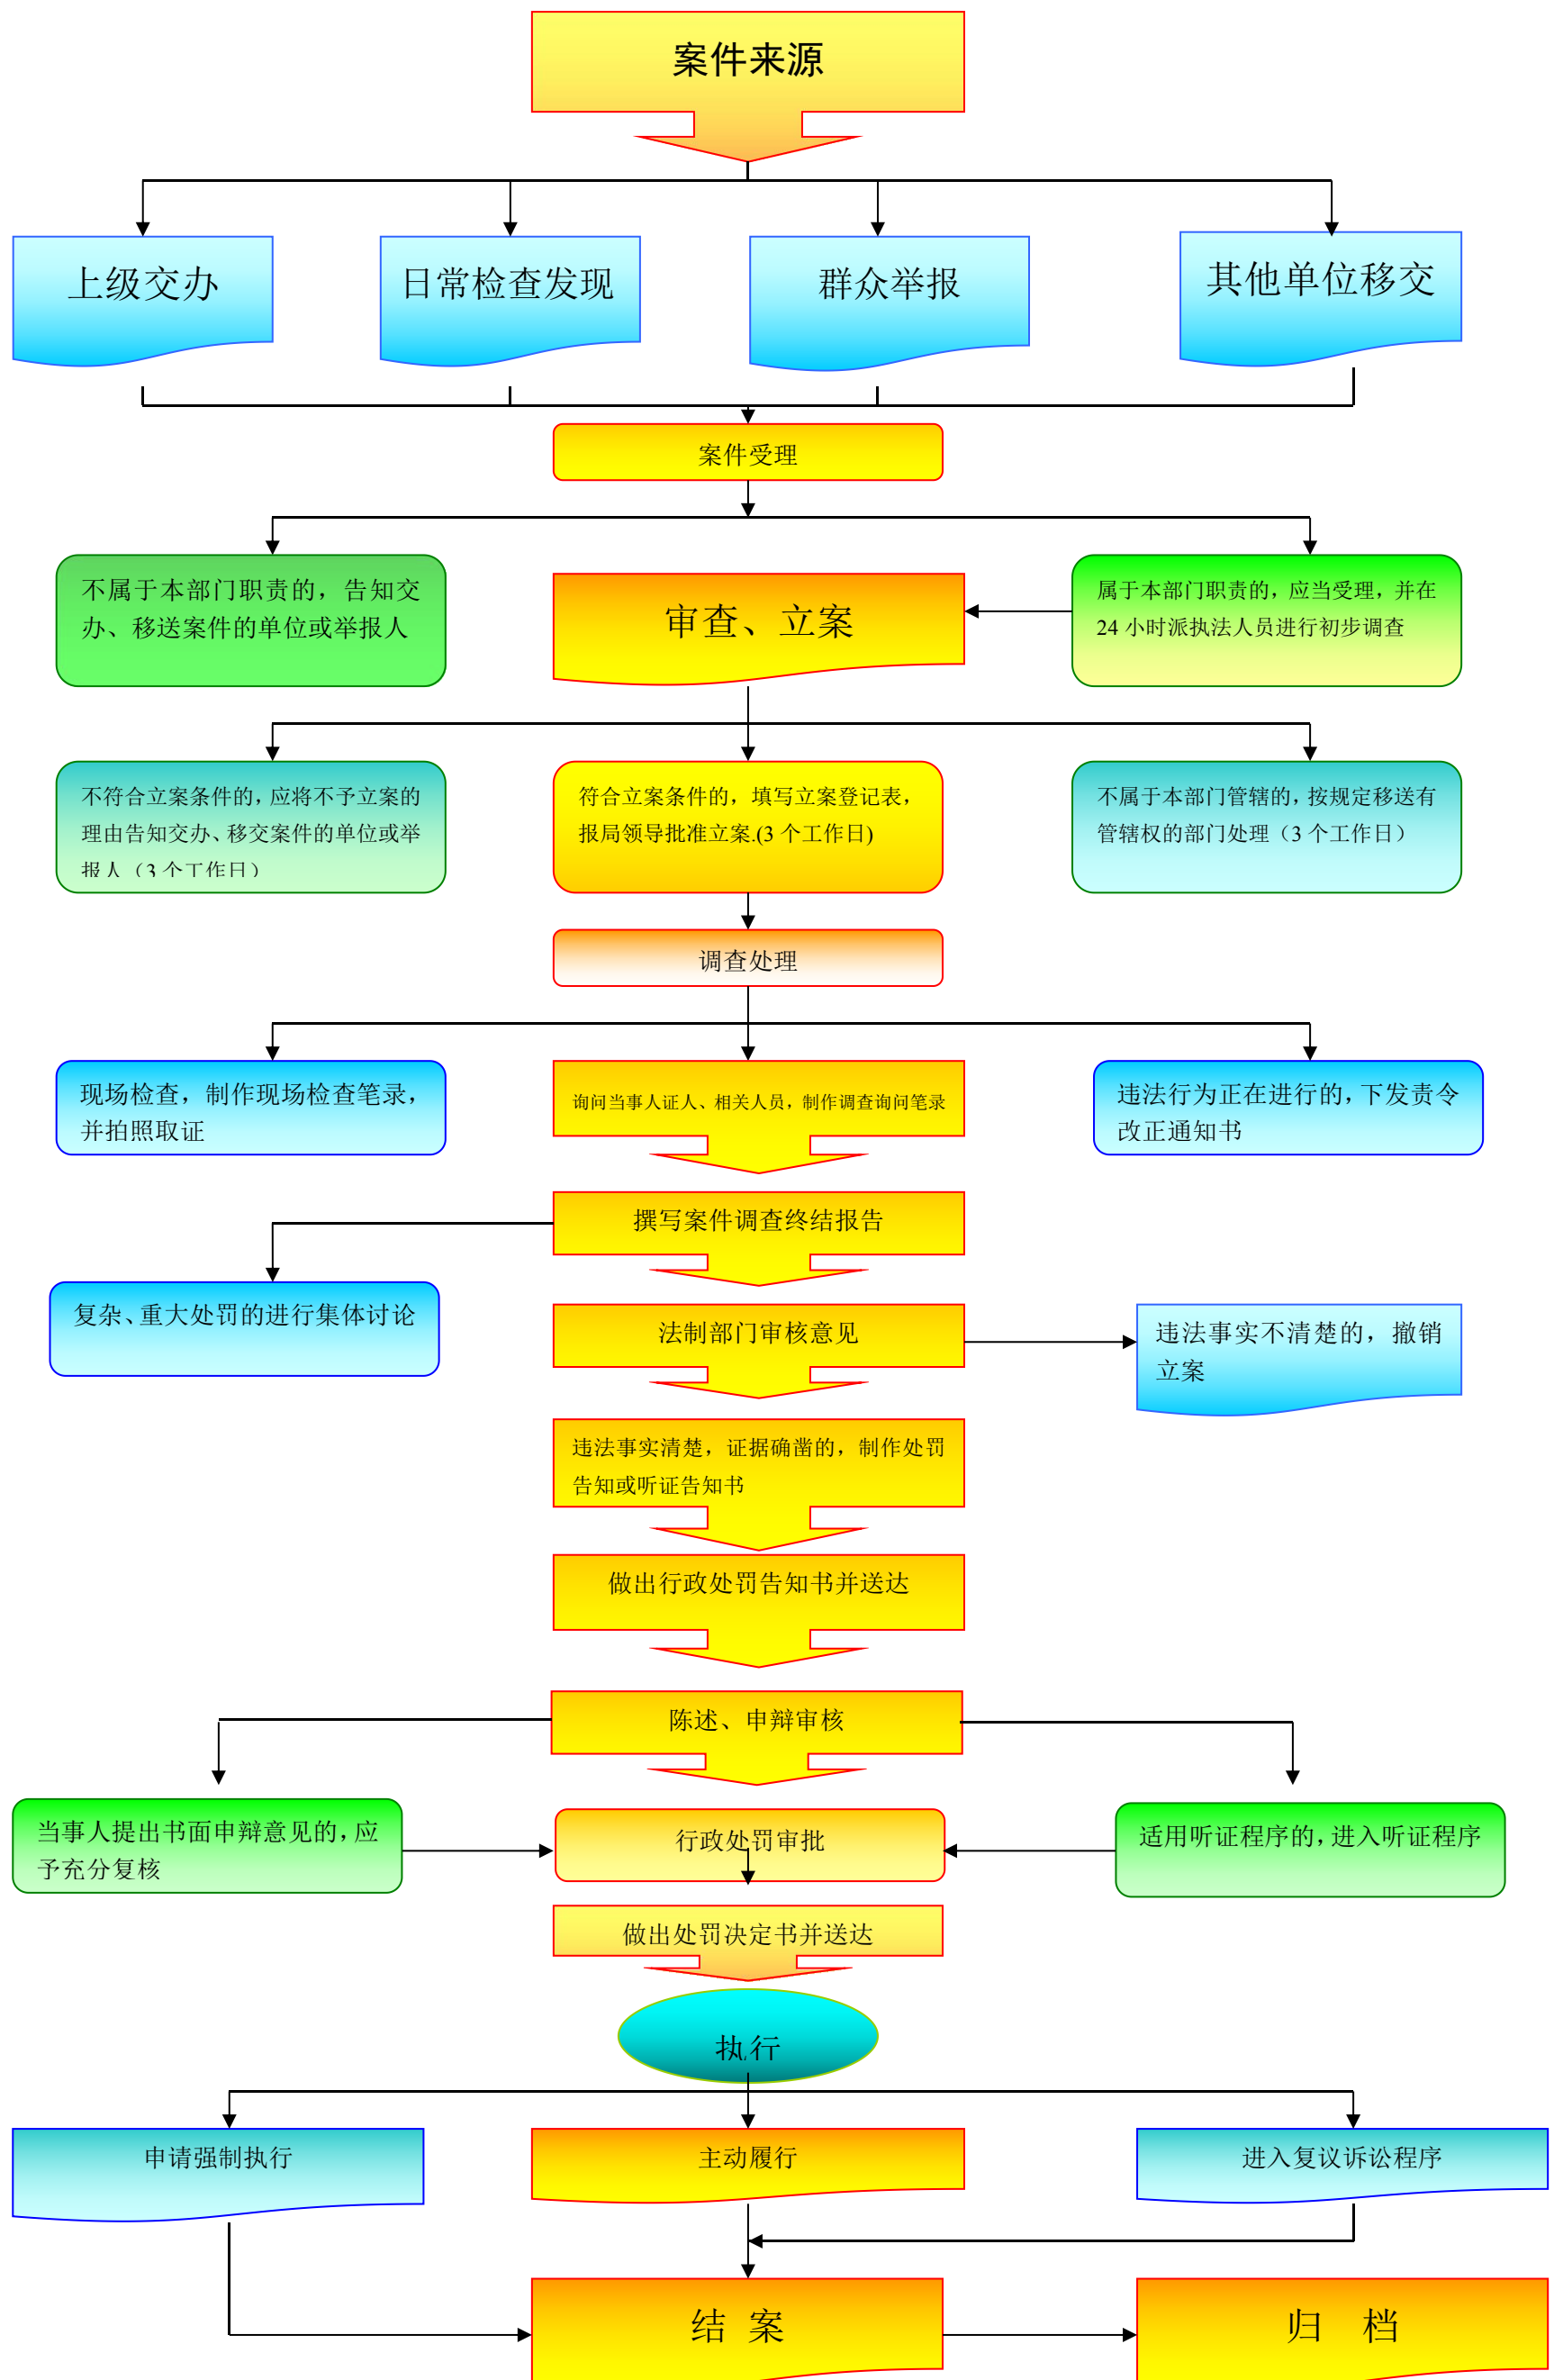 案件来源
上级交办
日常检查发现
群众举报
其他单位移交
案件受理
不属于本部门职责的，告知交
办、移送案件的单位或举报人
审查、立案
属于本部门职责的，应当受理，并在
24 小时派执法人员进行初步调查
不符合立案条件的，应将不予立案的
理由告知交办、移交案件的单位或举
报人（3 个工作日）
符合立案条件的，填写立案登记表，
报局领导批准立案.(3 个工作日)
不属于本部门管辖的，按规定移送有
管辖权的部门处理（3 个工作日）
调查处理
现场检查，制作现场检查笔录，
并拍照取证
询问当事人证人、相关人员，制作调查询问笔录
违法行为正在进行的，下发责令
改正通知书
撰写案件调查终结报告
复杂、重大处罚的进行集体讨论
法制部门审核意见
违法事实不清楚的，撤销
立案
违法事实清楚，证据确凿的，制作处罚
告知或听证告知书
做出行政处罚告知书并送达
陈述、申辩审核
当事人提出书面申辩意见的，应
予充分复核
行政处罚审批
适用听证程序的，进入听证程序
做出处罚决定书并送达
执行
申请强制执行
主动履行
进入复议诉讼程序
结 案
归 档